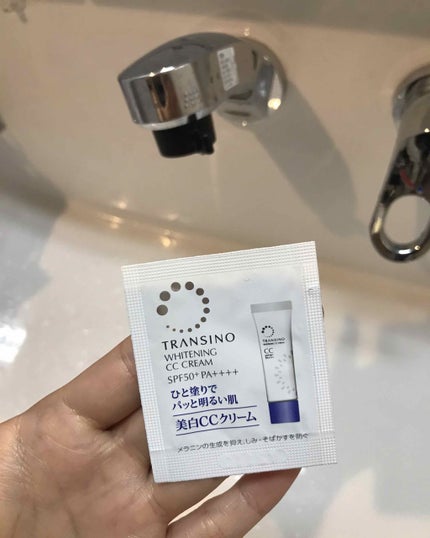 TRANSINO
WHITENING
CC CREAM
SPF50+ PA++++
ひと塗りで
パッと明るい肌
美白CCクリーム
メラニンの生成を抑え、しみ・そばかすを防ぐ
TRANSINO
CC